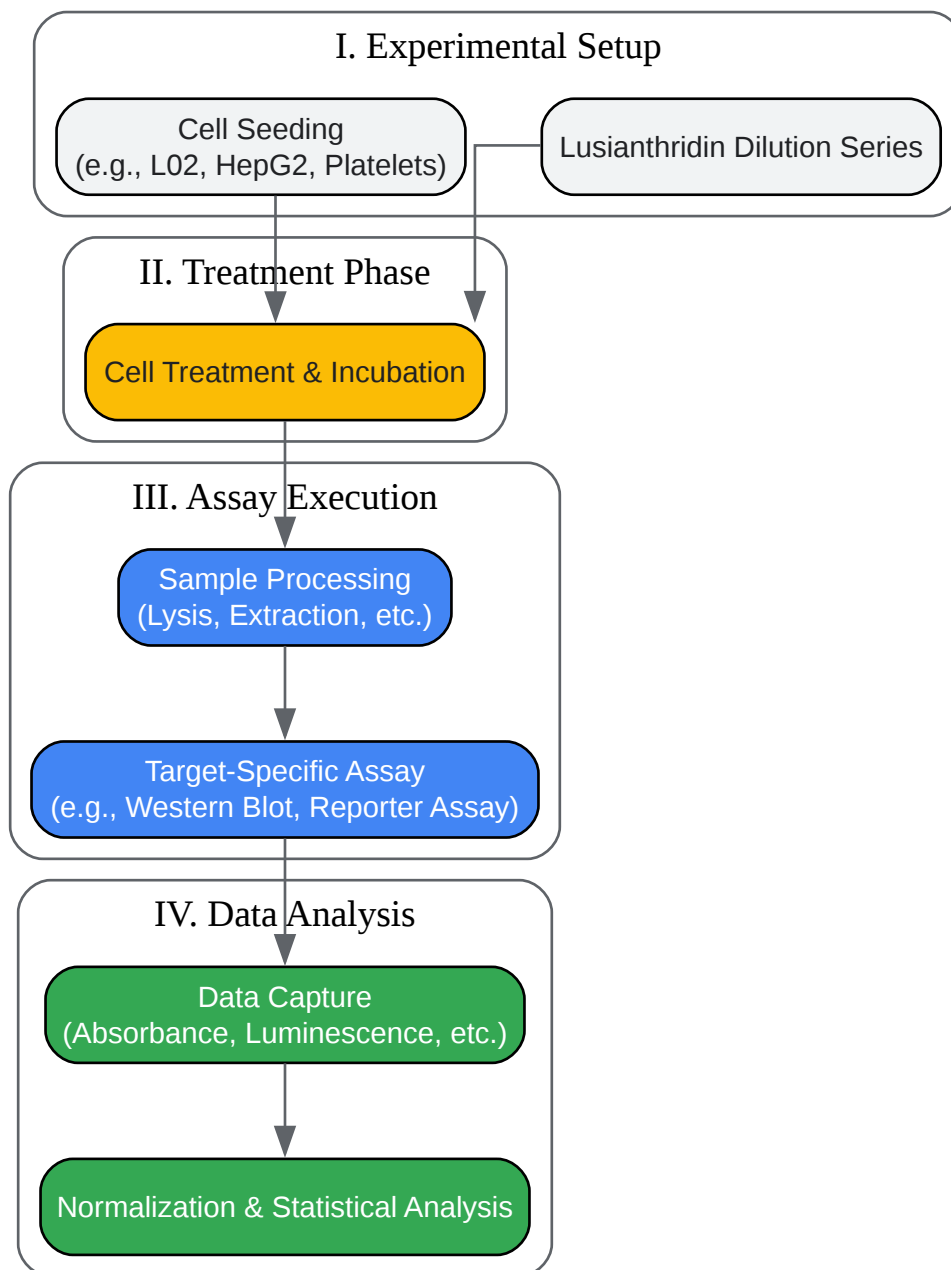 I. Experimental Setup
Cell Seeding
(e.g., L02, HepG2, Platelets)
Lusianthridin Dilution Series
II. Treatment Phase
Cell Treatment & Incubation
III. Assay Execution
Sample Processing
(Lysis, Extraction, etc.)
Target-Specific Assay
(e.g., Western Blot, Reporter Assay)
IV. Data Analysis
Data Capture
(Absorbance, Luminescence, etc.)
Normalization & Statistical Analysis